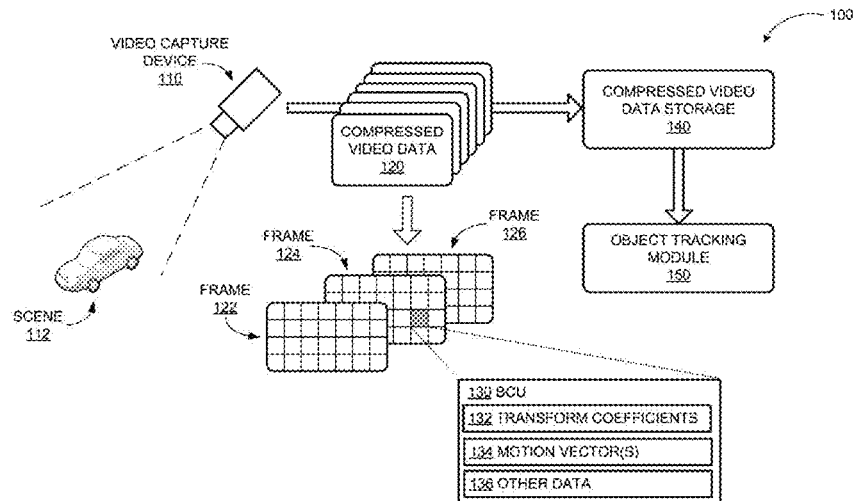 100
VIDEO CAPTURE
DEVICE
110
COMPRESSED
VIDEO DATA
120
COMPRESSED VIDEO
DATA STORAGE
140
FRAME
126
FRAME
124
FRAME
122
OBJECT TRACKING
MODULE
150
SCENE
112
130 BCU
132 TRANSFORM COEFFICIENTS
134 MOTION VECTOR(S)
136 OTHER DATA